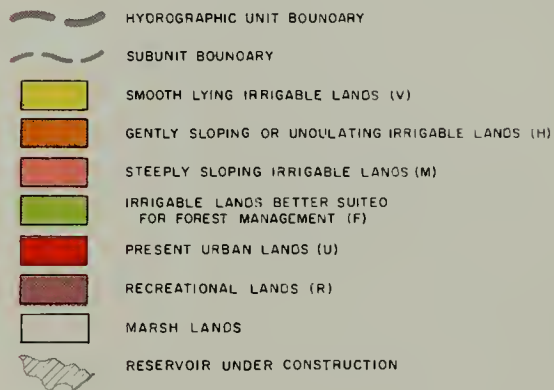 HYDROGRAPHIC UNIT BOUNDARY
SUBUNIT BOUNDARY
SMOOTH LYING IRRIGABLE LANDS (V)
GENTLY SLOPING OR UNDULATING IRRIGABLE LANDS (H)
STEEPLY SLOPING IRRIGABLE LANDS (M)
IRRIGABLE LANDS BETTER SUITED
FOR FOREST MANAGEMENT (F)
PRESENT URBAN LANDS (U)
RECREATIONAL LANDS (R)
MARSH LANDS
RESERVOIR UNDER CONSTRUCTION